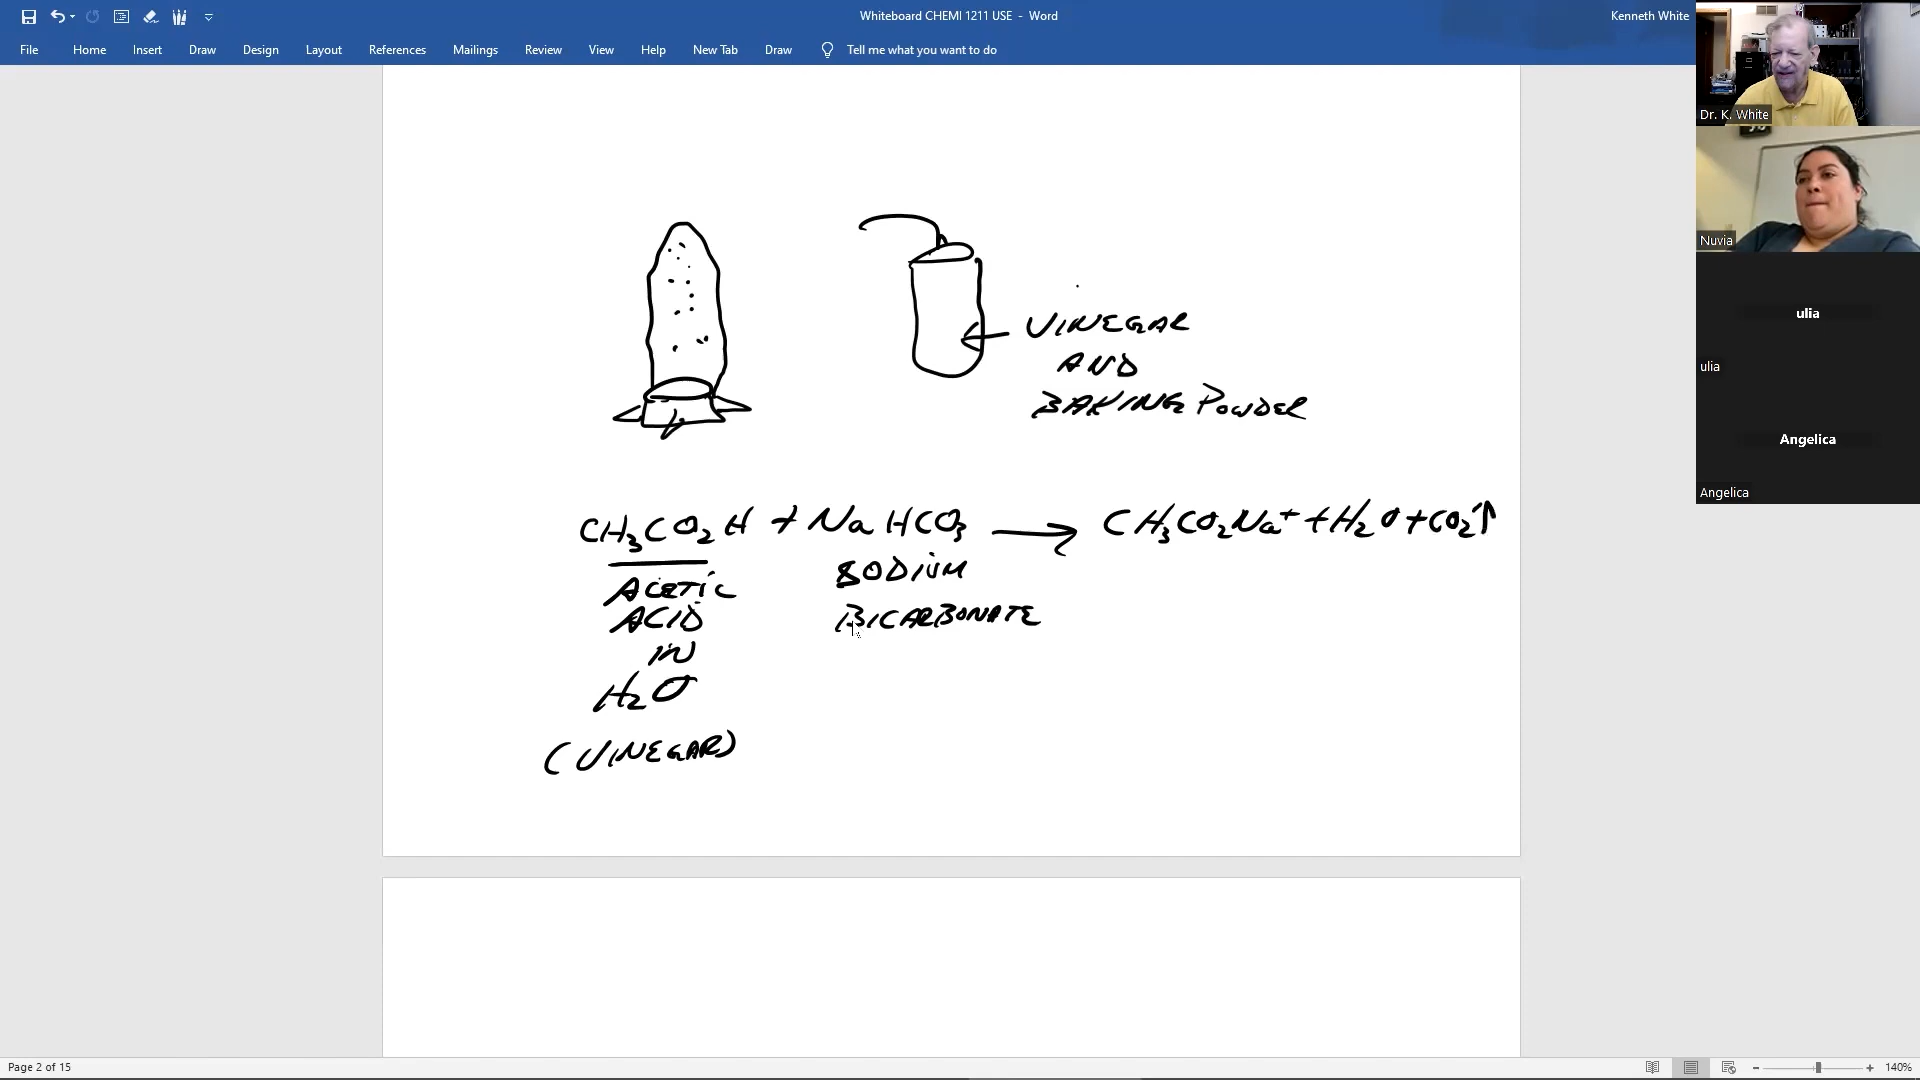 Whiteboard CHEMI 1211 USE - Word
Kenneth White
File Home Insert Draw Design Layout References Mailings Review View Help New Tab Draw Tell me what you want to do
Dr. K. White
Nuvia
ulia
ulia
Angelica
Angelica
VINEGAR
AND
BAKING POWDER
CH₃CO₂H + NaHCO₃ → CH₃CO₂Na⁺ + H₂O + CO₂↑
ACETIC
ACID
IN
H₂O
(VINEGAR)
SODIUM
BICARBONATE
Page 2 of 15
140%